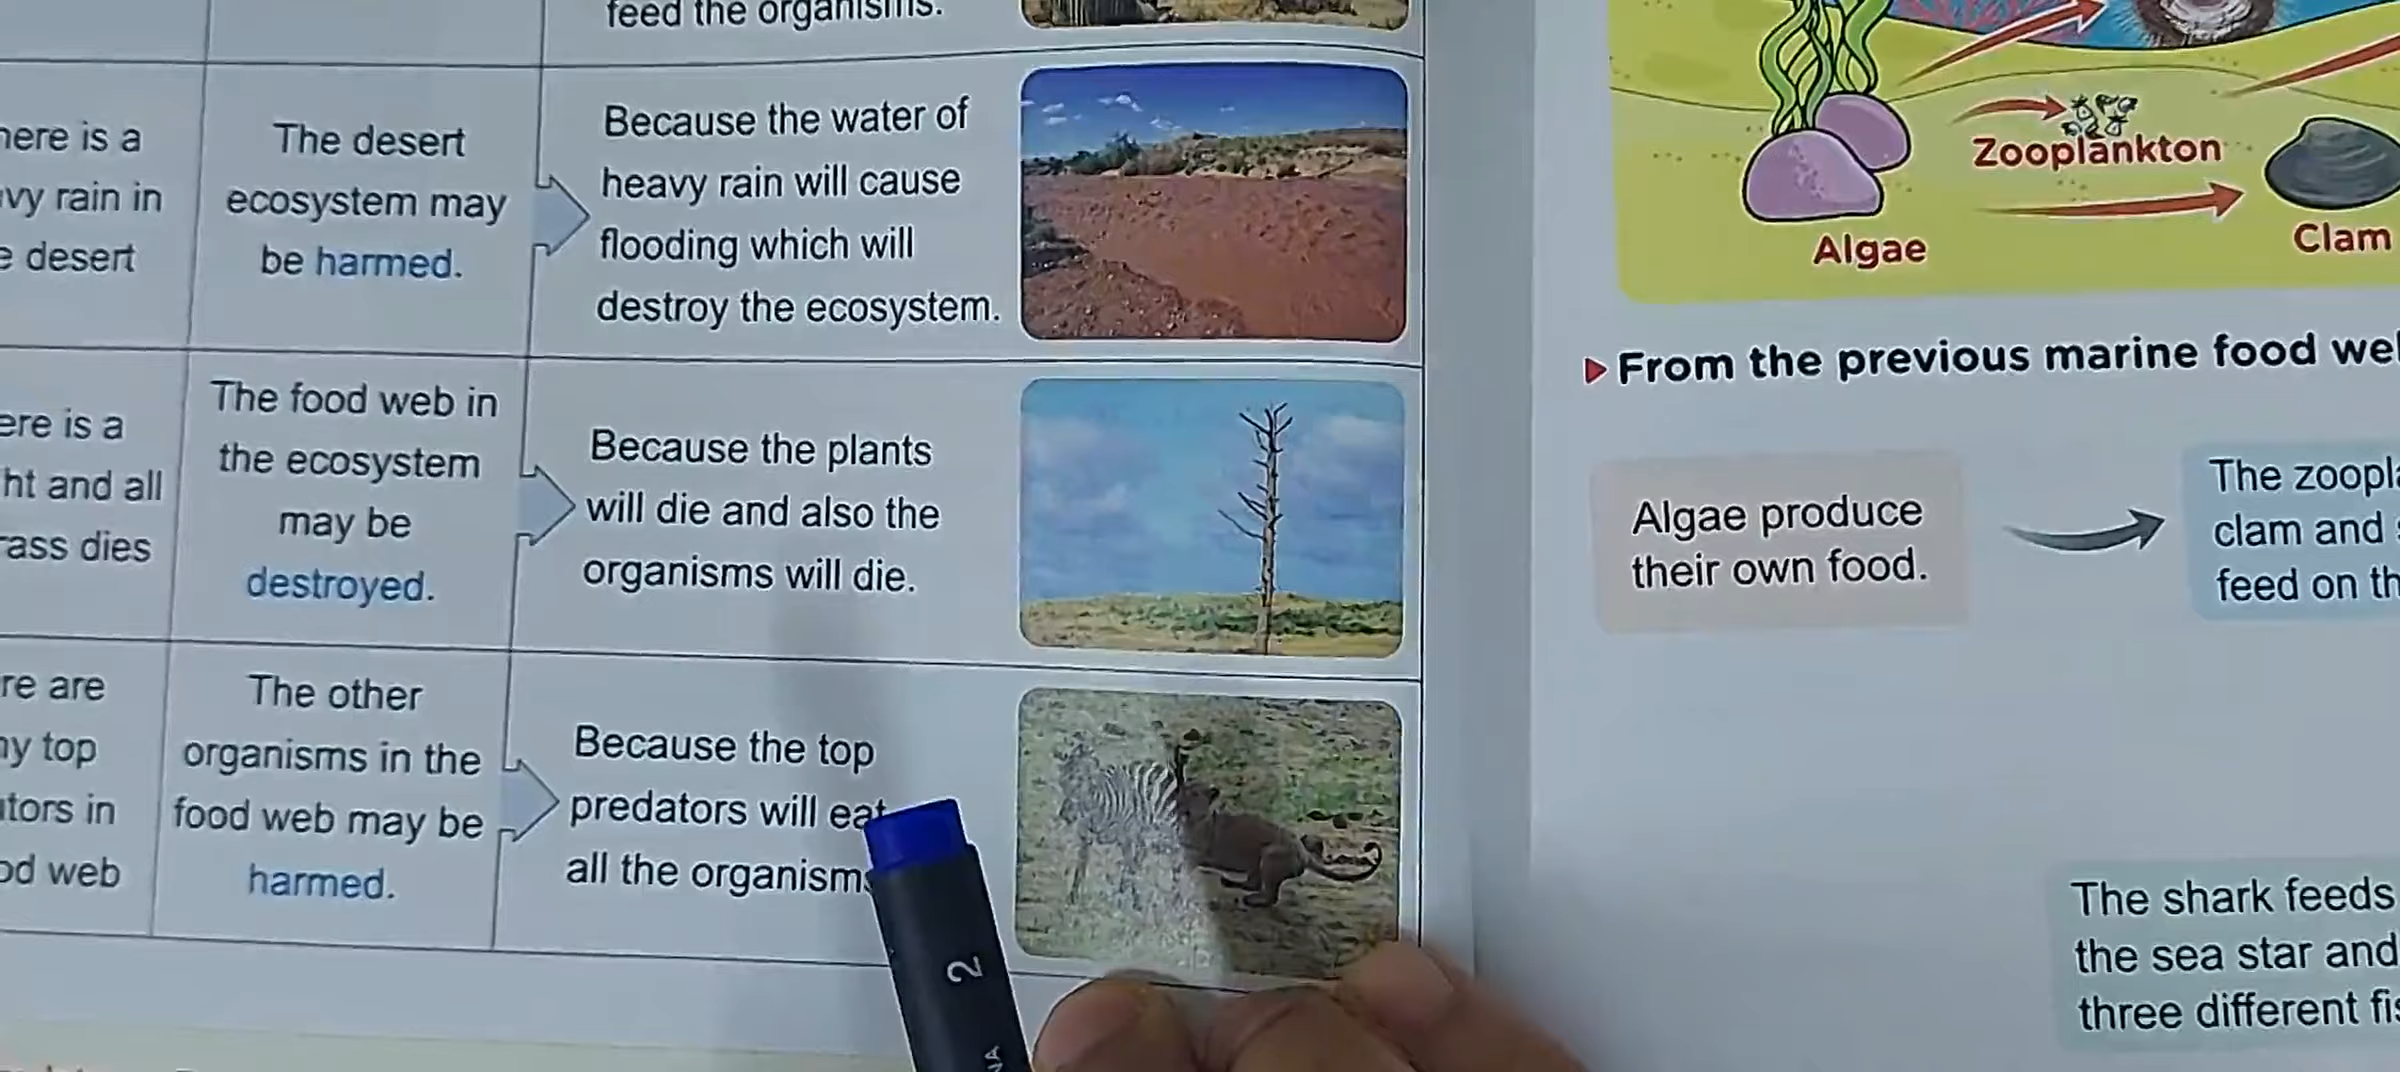 feed the organisms.
here is a
vy rain in
e desert
The desert
ecosystem may
be harmed.
Because the water of
heavy rain will cause
flooding which will
destroy the ecosystem.
ere is a
ht and all
rass dies
The food web in
the ecosystem
may be
destroyed.
Because the plants
will die and also the
organisms will die.
re are
ny top
ators in
od web
The other
organisms in the
food web may be
harmed.
Because the top
predators will eat
all the organisms
2
Zooplankton
Algae
Clam
From the previous marine food we
Algae produce
their own food.
The zoopla
clam and
feed on th
The shark feeds
the sea star and
three different fis